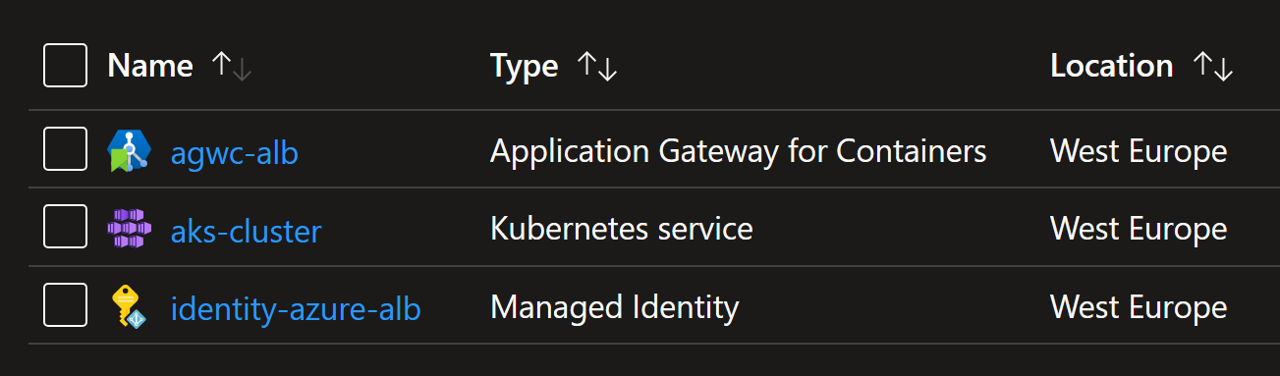 Name ↑↓ Type ↑↓ Location ↑↓
agwc-alb Application Gateway for Containers West Europe
aks-cluster Kubernetes service West Europe
identity-azure-alb Managed Identity West Europe